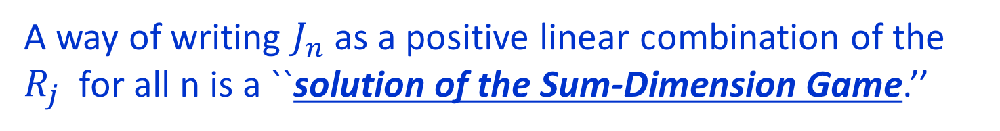 A way of writing Jₙ as a positive linear combination of the
Rⱼ for all n is a ``solution of the Sum-Dimension Game.’’